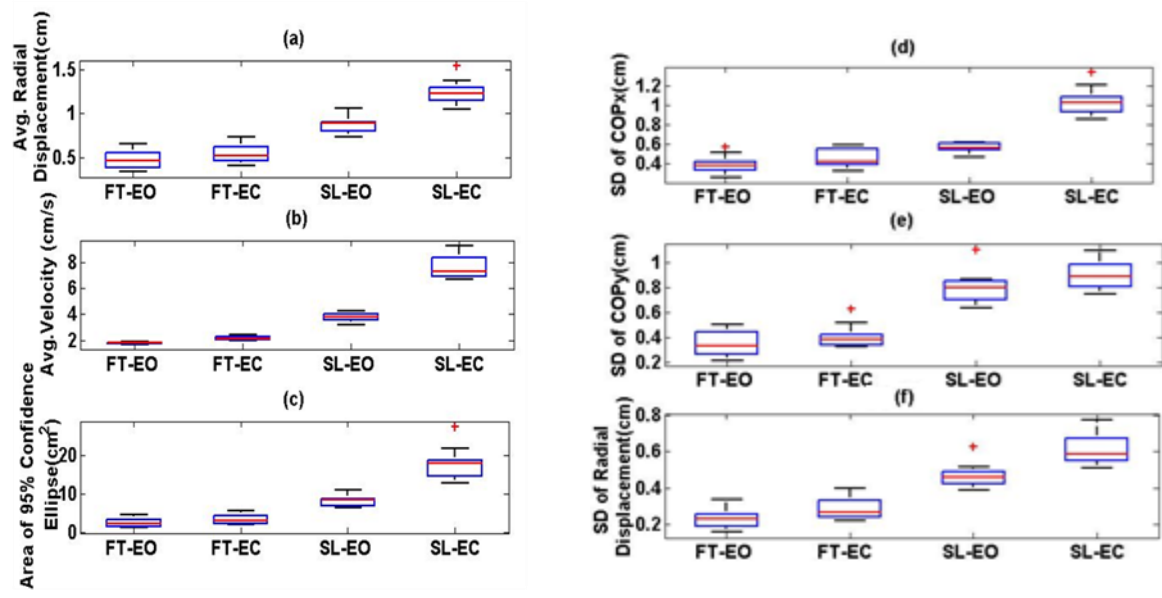 (a)
Avg. Radial
Displacement(cm)
1.5
1
0.5
FT-EO FT-EC SL-EO SL-EC
(b)
Avg.Velocity (cm/s)
8
6
4
2
FT-EO FT-EC SL-EO SL-EC
(c)
Area of 95% Confidence
Ellipse(cm²)
20
10
0
FT-EO FT-EC SL-EO SL-EC
(d)
SD of COPx(cm)
1.2
1
0.8
0.6
0.4
FT-EO FT-EC SL-EO SL-EC
(e)
SD of COPy(cm)
1
0.8
0.6
0.4
0.2
FT-EO FT-EC SL-EO SL-EC
(f)
SD of Radial
Displacement(cm)
0.8
0.6
0.4
0.2
FT-EO FT-EC SL-EO SL-EC